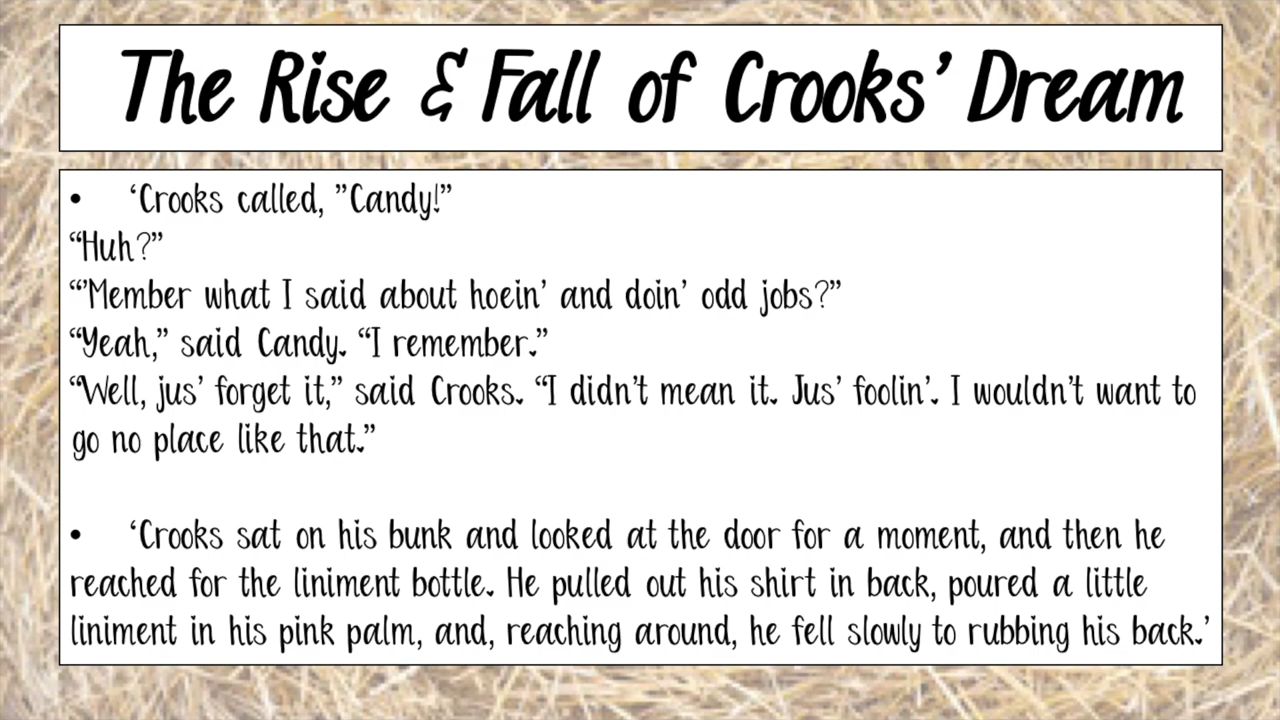 The Rise & Fall of Crooks’ Dream
• ‘Crooks called, ”Candy!”
“Huh?”
“’Member what I said about hoein’ and doin’ odd jobs?”
“Yeah,” said Candy. “I remember.”
“Well, jus’ forget it,” said Crooks. “I didn’t mean it. Jus’ foolin’. I wouldn’t want to
go no place like that.”
• ‘Crooks sat on his bunk and looked at the door for a moment, and then he
reached for the liniment bottle. He pulled out his shirt in back, poured a little
liniment in his pink palm, and, reaching around, he fell slowly to rubbing his back.’